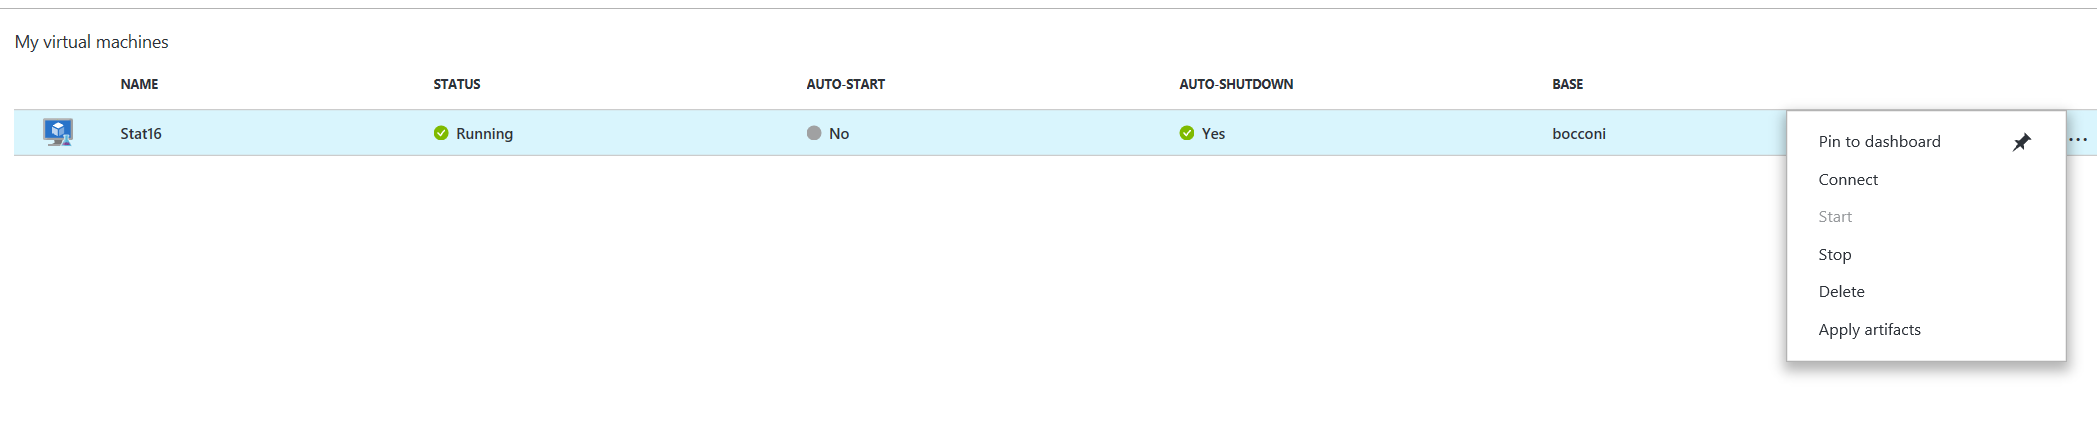 My virtual machines
NAME STATUS AUTO-START AUTO-SHUTDOWN BASE
Stat16 Running No Yes bocconi ...
Pin to dashboard
Connect
Start
Stop
Delete
Apply artifacts